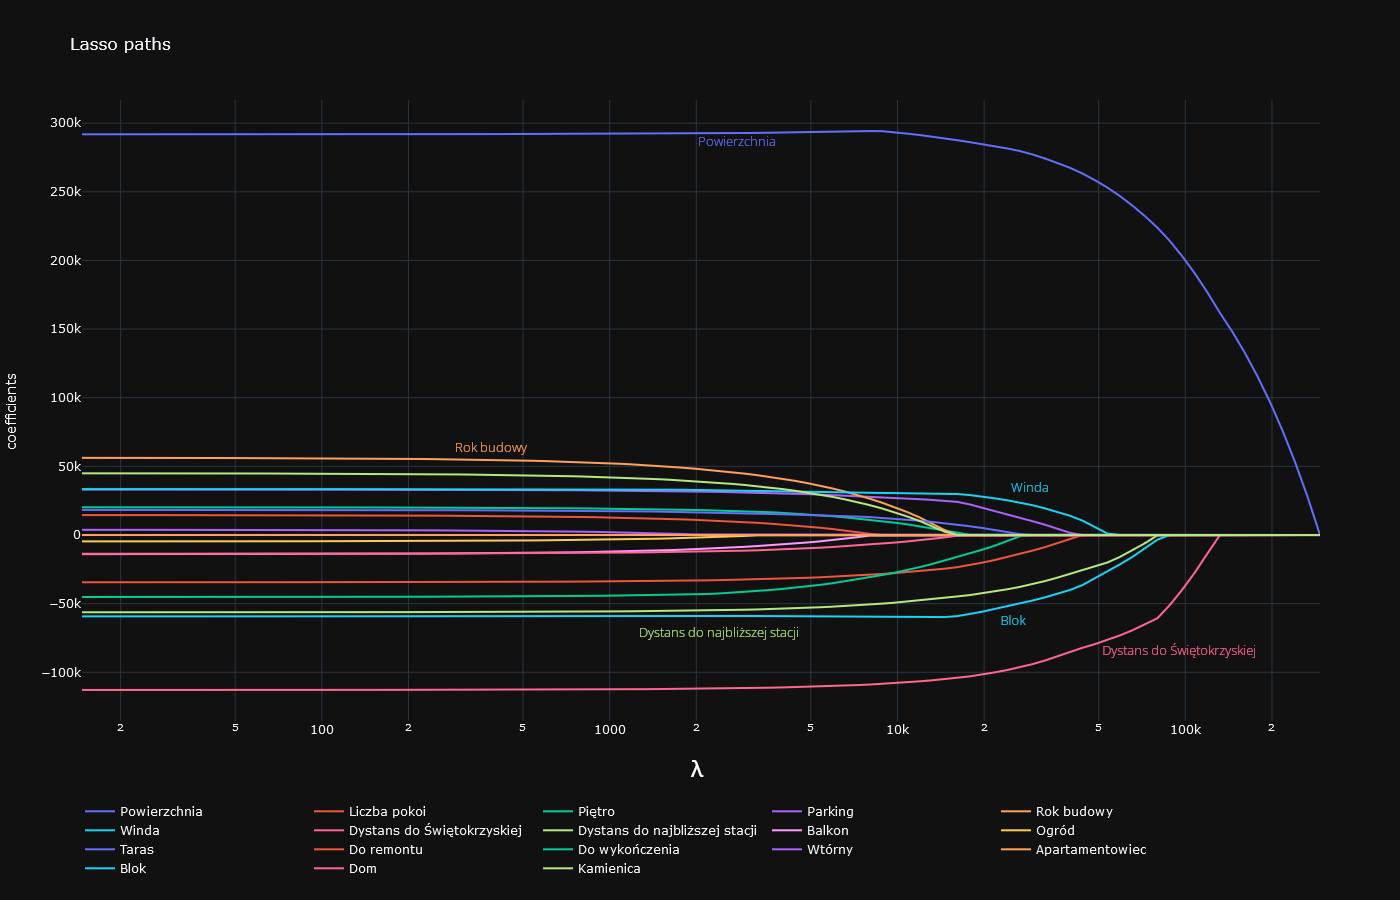 Lasso paths
300k
250k
200k
150k
100k
50k
0
−50k
−100k
coefficients
Powierzchnia
Rok budowy
Winda
Dystans do najbliższej stacji
Blok
Dystans do Świętokrzyskiej
2 5 100 2 5 1000 2 5 10k 2 5 100k 2
λ
Powierzchnia Liczba pokoi Piętro Parking Rok budowy
Winda Dystans do Świętokrzyskiej Dystans do najbliższej stacji Balkon Ogród
Taras Do remontu Do wykończenia Wtórny Apartamentowiec
Blok Dom Kamienica